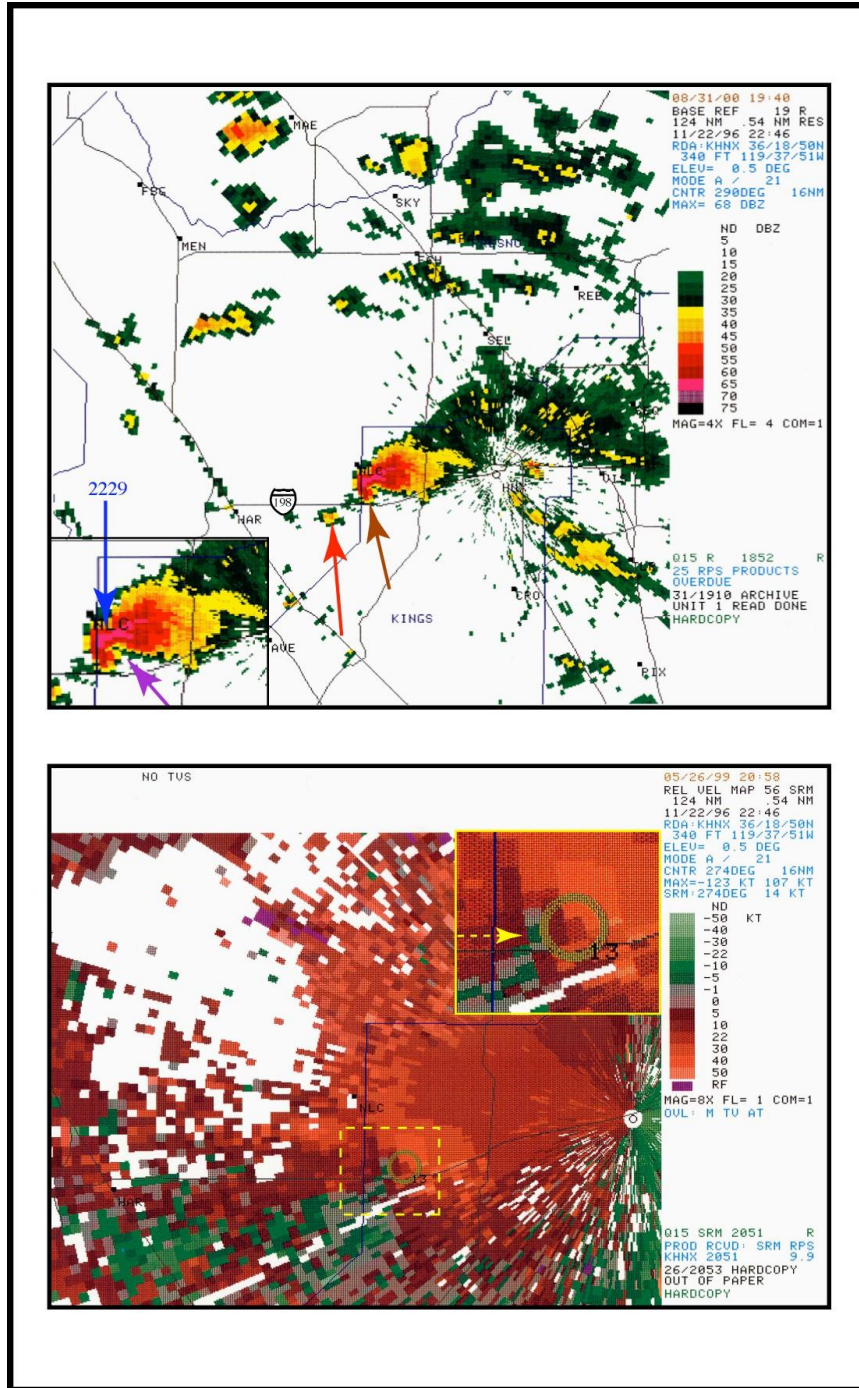 08/31/00 19:40
BASE REF 19 R
124 NM .54 NM RES
11/22/96 22:46
RDA:KHNX 36/18/50N
340 FT 119/37/51W
ELEV= 0.5 DEG
MODE A / 21
CNTR 290DEG 16NM
MAX= 68 DBZ
ND DBZ
5
10
15
20
25
30
35
40
45
50
55
60
65
70
75
MAG=4X FL= 4 COM=1
Q15 R 1852 R
25 RPS PRODUCTS
OVERDUE
31/1910 ARCHIVE
UNIT 1 READ DONE
HARDCOPY
MAE
SKY
MEN
REE
SEL
NLC
198
HAR
2229
NLC
CRO
KINGS
AVE
PIX
NO TVS
05/26/99 20:58
REL VEL MAP 56 SRM
124 NM .54 NM
11/22/96 22:46
RDA:KHNX 36/18/50N
340 FT 119/37/51W
ELEV= 0.5 DEG
MODE A / 21
CNTR 274DEG 16NM
MAX=-123 KT 107 KT
SRM:274DEG 14 KT
ND
-50 KT
-40
-30
-22
-10
-5
-1
0
5
10
22
30
40
50
RF
MAG=8X FL= 1 COM=1
OVL: M TV AT
13
NLC
13
HAR
Q15 SRM 2051 R
PROD RCVD: SRM RPS
KHNX 2051 9.9
26/2053 HARDCOPY
OUT OF PAPER
HARDCOPY